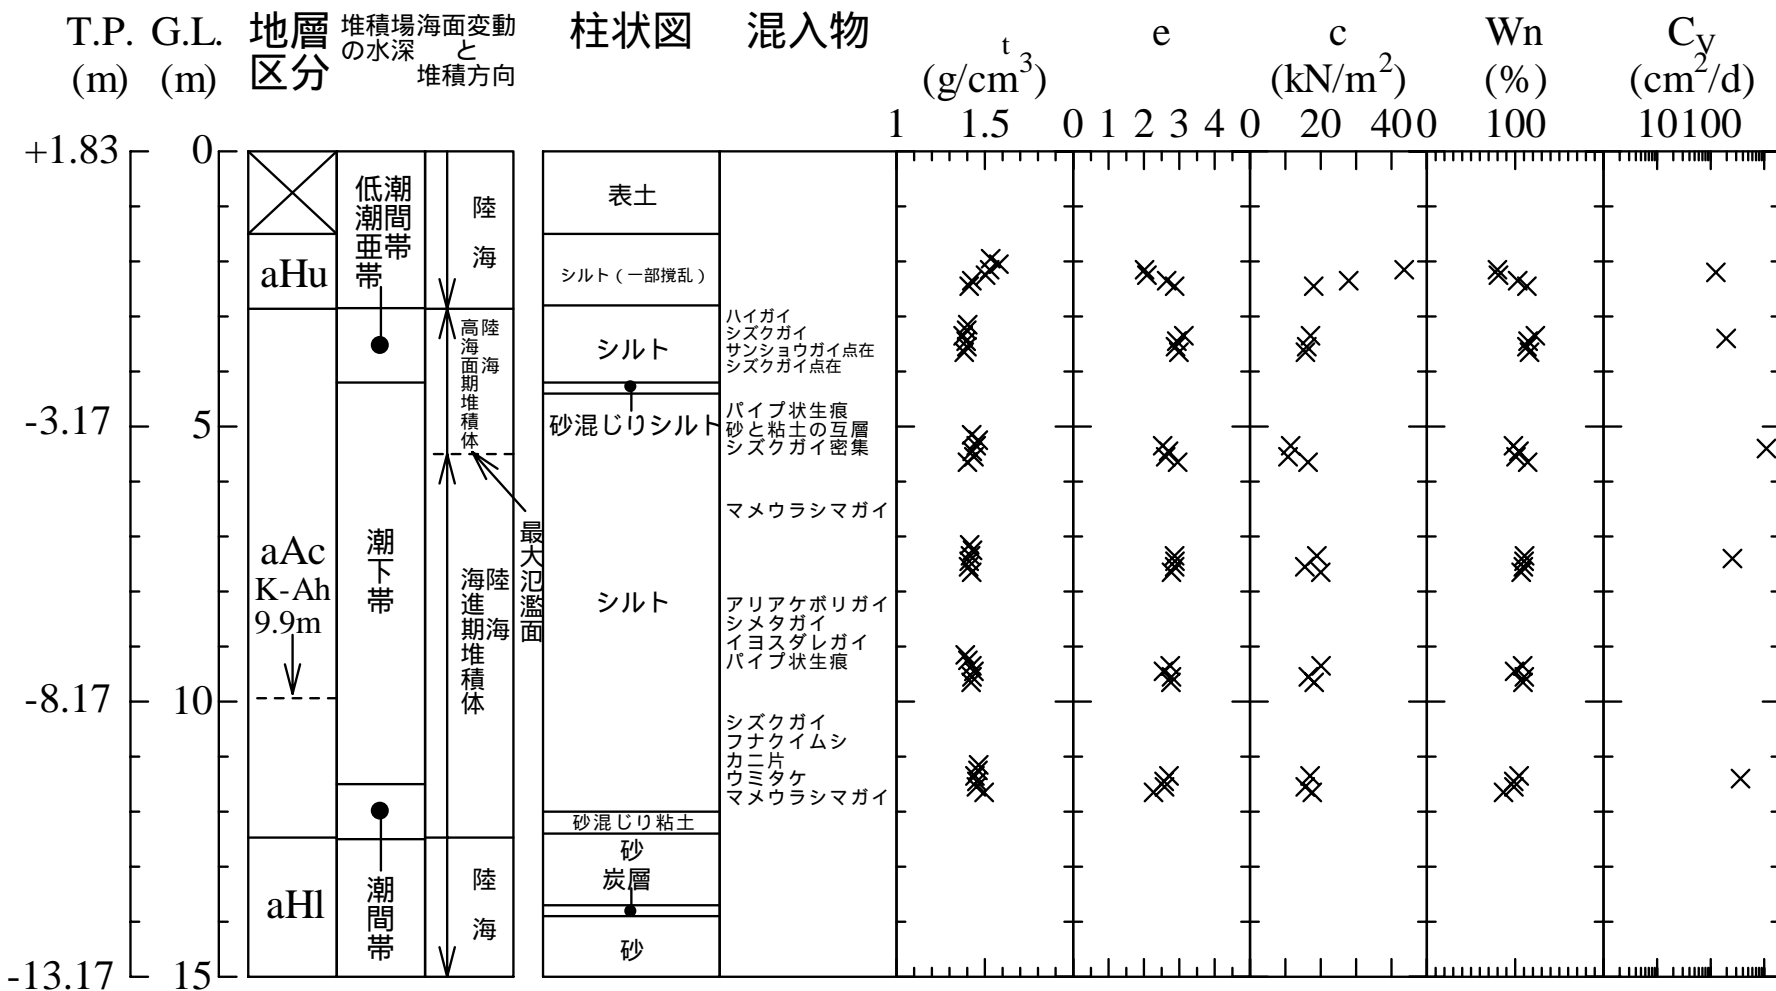 T.P.
(m)
G.L.
(m)
地層
区分
堆積場
の水深
海面変動
と
堆積方向
柱状図
混入物
t
(g/cm³)
e
c
(kN/m²)
Wn
(%)
Cv
(cm²/d)
1 1.5
0 1 2 3 4
0 20 40
0 100
10 100
+1.83
-3.17
-8.17
-13.17
0
5
10
15
aHu
aAc
K-Ah
9.9m
aHl
潮間帯
低潮亜帯
潮下帯
潮間帯
陸
海
陸
海
高海面期堆積体
陸
海
海進期堆積体
陸
海
最大氾濫面
表土
シルト（一部撹乱）
シルト
砂混じりシルト
シルト
砂混じり粘土
砂
炭層
砂
ハイガイ
シズクガイ
サンショウガイ点在
シズクガイ点在
パイプ状生痕
砂と粘土の互層
シズクガイ密集
マメウラシマガイ
アリアケボリガイ
シメタガイ
イヨスダレガイ
パイプ状生痕
シズクガイ
フナクイムシ
カニ片
ウミタケ
マメウラシマガイ